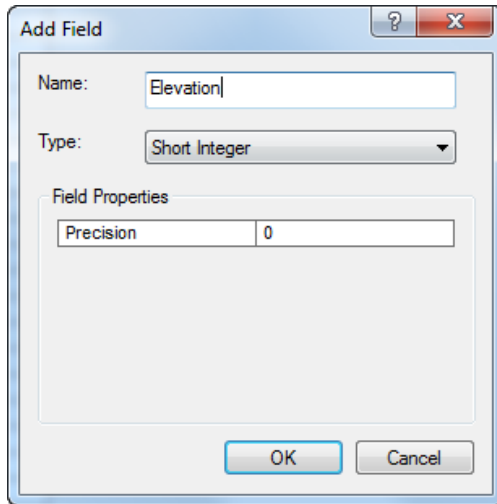 Add Field
?
Name: Elevation
Type: Short Integer
Field Properties
Precision 0
OK Cancel